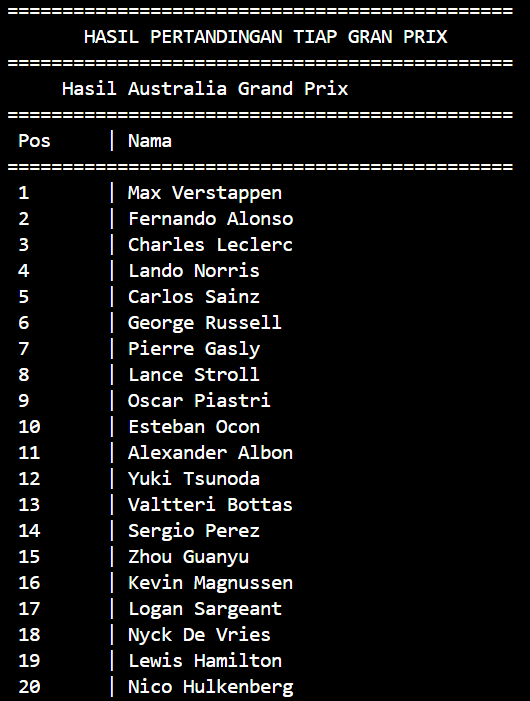 ==============================================
HASIL PERTANDINGAN TIAP GRAN PRIX
==============================================
Hasil Australia Grand Prix
==============================================
Pos | Nama
==============================================
1 | Max Verstappen
2 | Fernando Alonso
3 | Charles Leclerc
4 | Lando Norris
5 | Carlos Sainz
6 | George Russell
7 | Pierre Gasly
8 | Lance Stroll
9 | Oscar Piastri
10 | Esteban Ocon
11 | Alexander Albon
12 | Yuki Tsunoda
13 | Valtteri Bottas
14 | Sergio Perez
15 | Zhou Guanyu
16 | Kevin Magnussen
17 | Logan Sargeant
18 | Nyck De Vries
19 | Lewis Hamilton
20 | Nico Hulkenberg